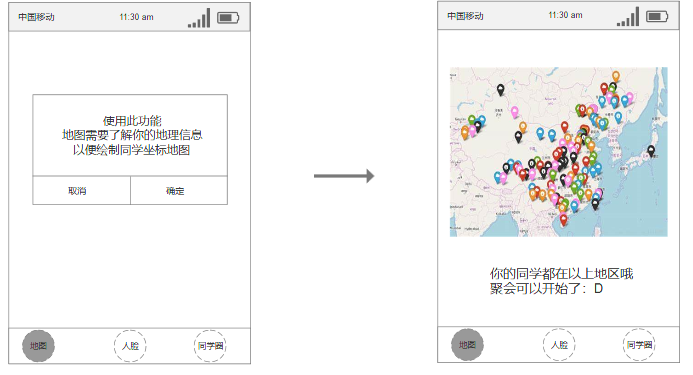 中国移动 11:30 am
使用此功能
地图需要了解你的地理信息
以便绘制同学坐标地图
取消 确定
地图 人脸 同学圈
中国移动 11:30 am
你的同学都在以上地区哦
聚会可以开始了：D
地图 人脸 同学圈